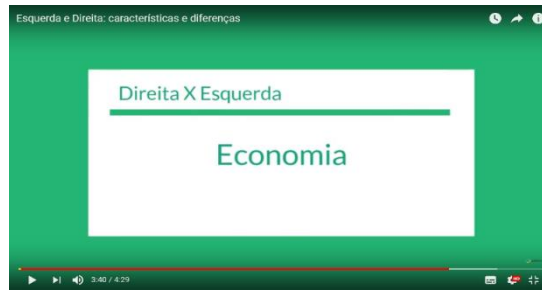 Esquerda e Direita: características e diferenças
Direita X Esquerda
Economia
3:40 / 4:29